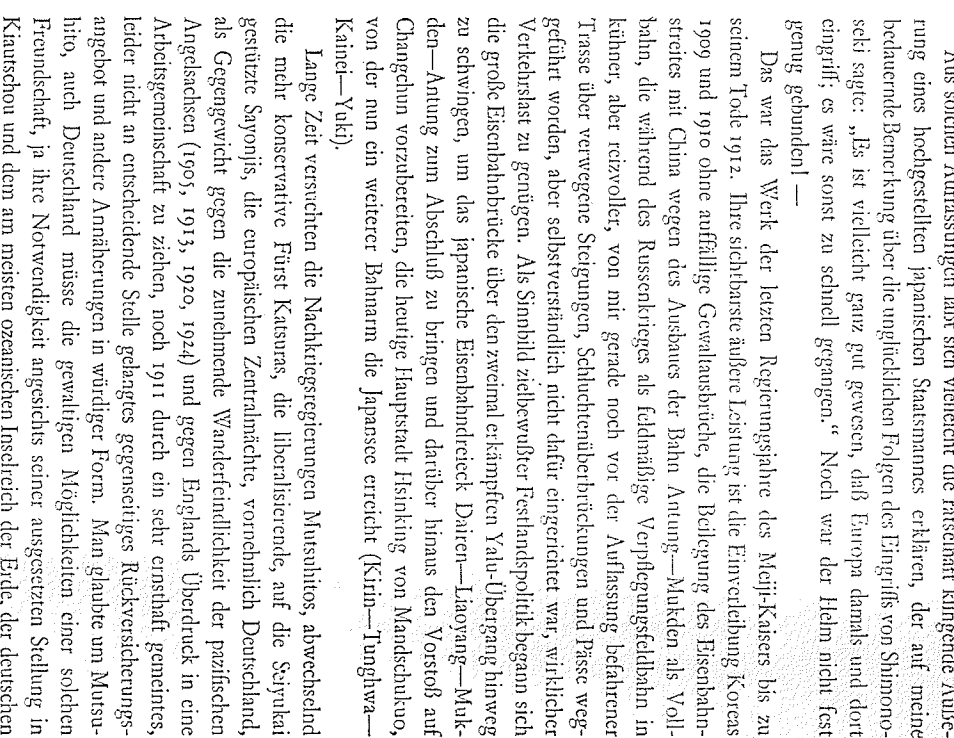 Aus solchen Auffassungen läßt sich vielleicht die rätselhaft klingende Äuße-
rung eines hochgestellten japanischen Staatsmannes erklären, der auf meine
bedauernde Bemerkung über die unglücklichen Folgen des Eingriffs von Shimono-
seki sagte: „Es ist vielleicht ganz gut gewesen, daß Europa damals und dort
eingriff; es wäre sonst zu schnell gegangen.“ Noch war der Helm nicht fest
genug gebunden! —
Das war das Werk der letzten Regierungsjahre des Meiji-Kaisers bis zu
seinem Tode 1912. Ihre sichtbarste äußere Leistung ist die Einverleibung Koreas
1909 und 1910 ohne auffällige Gewaltausbrüche, die Beilegung des Eisenbahn-
streites mit China wegen des Ausbaues der Bahn Antung—Mukden als Voll-
bahn, die während des Russenkrieges als feldmäßige Verpflegungsfeldbahn in
kühner, aber reizvoller, von mir gerade noch vor der Auflassung befahrener
Trasse über verwegene Steigungen, Schluchtenüberbrückungen und Pässe weg-
geführt worden, aber selbstverständlich nicht dafür eingerichtet war, wirklicher
Verkehrslast zu genügen. Als Sinnbild zielbewußter Festlandspolitik begann sich
die große Eisenbahnbrücke über den zweimal erkämpften Yalu-Übergang hinweg
zu schwingen, um das japanische Eisenbahndreieck Dairen—Liaoyang—Muk-
den—Antung zum Abschluß zu bringen und darüber hinaus den Vorstoß auf
Changchun vorzubereiten, die heutige Hauptstadt Hsinking von Mandschukuo,
von der nun ein weiterer Bahnarm die Japansee erreicht (Kirin—Tunghwa—
Kainei—Yuki).
Lange Zeit versuchten die Nachkriegsregierungen Mutsuhitos, abwechselnd
die mehr konservative Fürst Katsuras, die liberalisierende, auf die Seiyukai
gestützte Sayonjis, die europäischen Zentralmächte, vornehmlich Deutschland,
als Gegengewicht gegen die zunehmende Wanderfeindlichkeit der pazifischen
Angelsachsen (1905, 1913, 1920, 1924) und gegen Englands Überdruck in eine
Arbeitsgemeinschaft zu ziehen, noch 1911 durch ein sehr ernsthaft gemeintes,
leider nicht an entscheidende Stelle gelangtes gegenseitiges Rückversicherungs-
angebot und andere Annäherungen in würdiger Form. Man glaubte um Mutsu-
hito, auch Deutschland müsse die gewaltigen Möglichkeiten einer solchen
Freundschaft, ja ihre Notwendigkeit angesichts seiner ausgesetzten Stellung in
Kiautschou und dem am meisten ozeanischen Inselreich der Erde, der deutschen